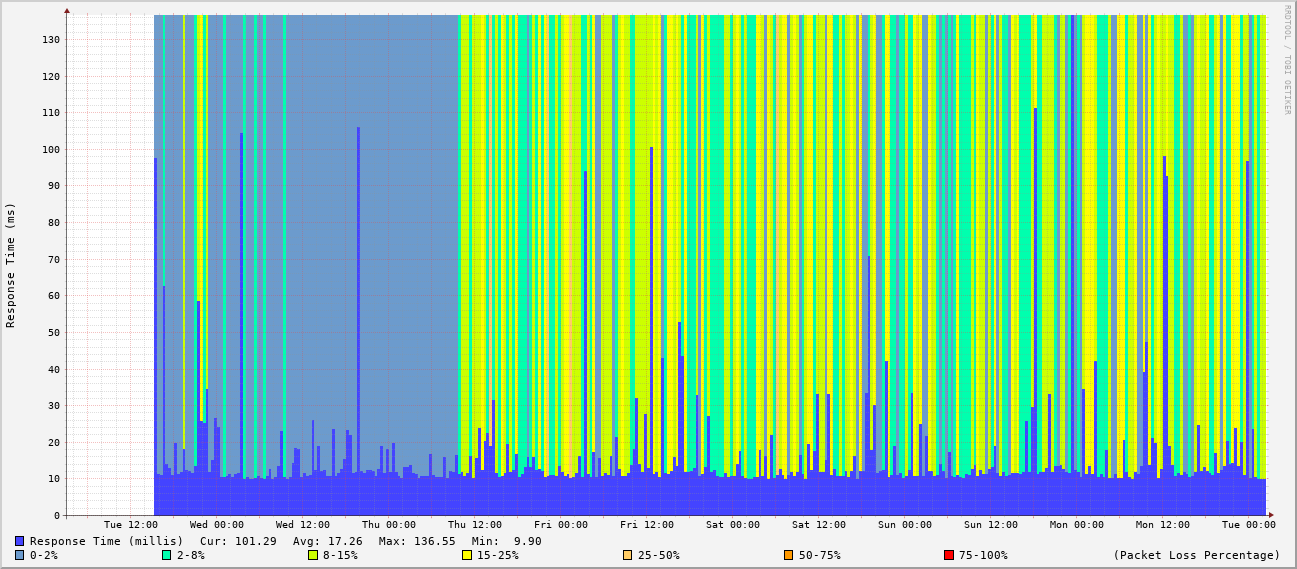 RRDTOOL / TOBI OETIKER
Response Time (ms)
130
120
110
100
90
80
70
60
50
40
30
20
10
0
Tue 12:00 Wed 00:00 Wed 12:00 Thu 00:00 Thu 12:00 Fri 00:00 Fri 12:00 Sat 00:00 Sat 12:00 Sun 00:00 Sun 12:00 Mon 00:00 Mon 12:00 Tue 00:00
Response Time (millis) Cur: 101.29 Avg: 17.26 Max: 136.55 Min: 9.90
0-2% 2-8% 8-15% 15-25% 25-50% 50-75% 75-100% (Packet Loss Percentage)